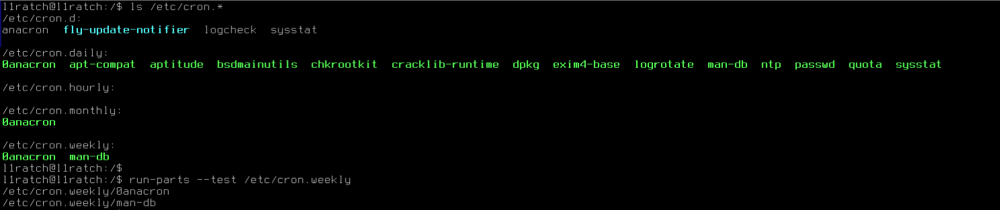 l1ratch@l1ratch:/$ ls /etc/cron.*
/etc/cron.d:
anacron  fly-update-notifier  logcheck  sysstat
/etc/cron.daily:
0anacron  apt-compat  aptitude  bsdmainutils  chkrootkit  cracklib-runtime  dpkg  exim4-base  logrotate  man-db  ntp  passwd  quota  sysstat
/etc/cron.hourly:
/etc/cron.monthly:
0anacron
/etc/cron.weekly:
0anacron  man-db
l1ratch@l1ratch:/$
l1ratch@l1ratch:/$ run-parts --test /etc/cron.weekly
/etc/cron.weekly/0anacron
/etc/cron.weekly/man-db